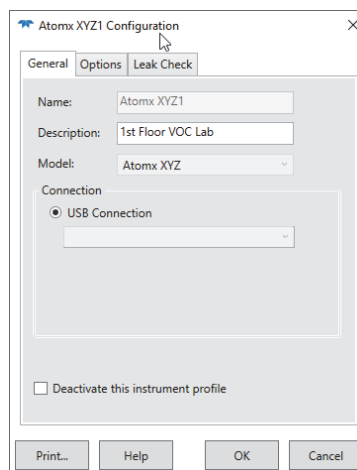 Atomx XYZ1 Configuration
General Options Leak Check
Name: Atomx XYZ1
Description: 1st Floor VOC Lab
Model: Atomx XYZ
Connection
USB Connection
Deactivate this instrument profile
Print... Help OK Cancel